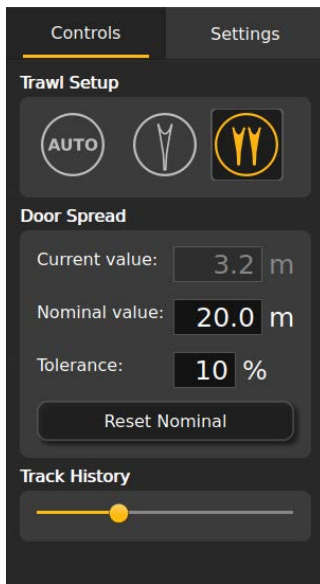 Controls Settings
Trawl Setup
AUTO
Door Spread
Current value: 3.2 m
Nominal value: 20.0 m
Tolerance: 10 %
Reset Nominal
Track History